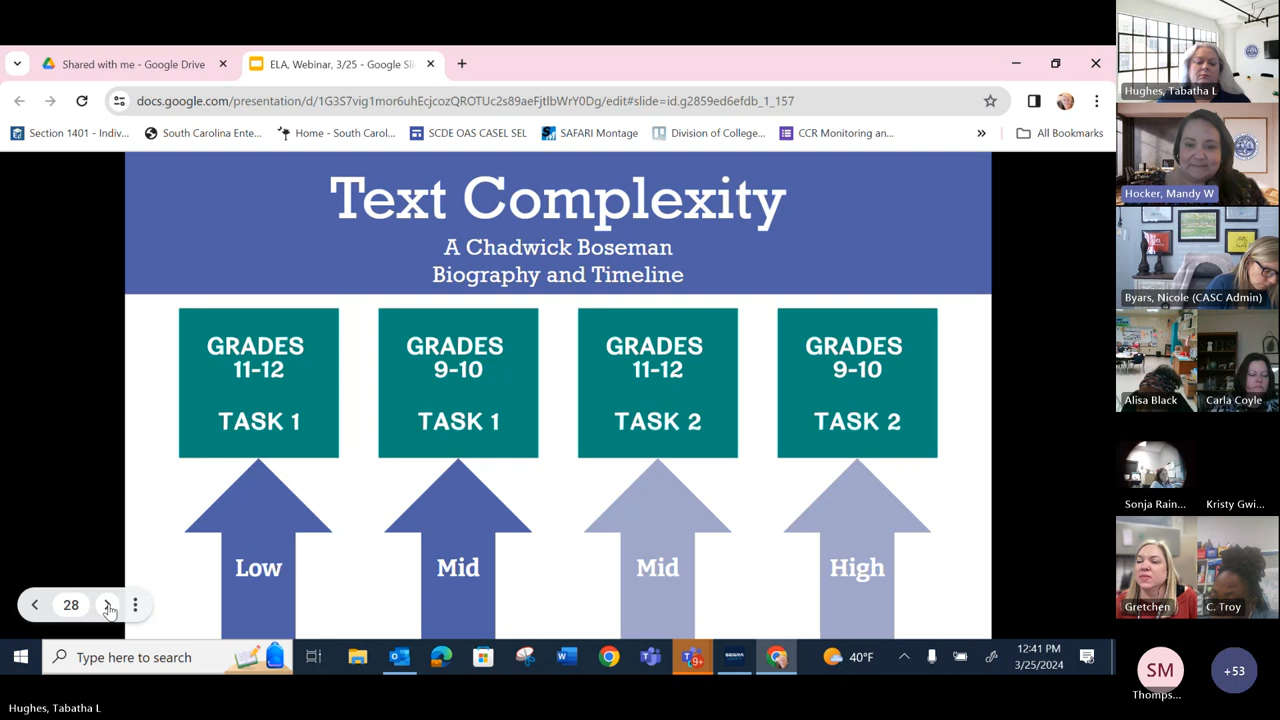 Shared with me - Google Drive
ELA, Webinar, 3/25 - Google Sli
docs.google.com/presentation/d/1G3S7vig1mor6uhEcjcozQROTUc2s89aeFjtlbWrY0Dg/edit#slide=id.g2859ed6efdb_1_157
Section 1401 - Indiv...
South Carolina Ente...
Home - South Carol...
SCDE OAS CASEL SEL
SAFARI Montage
Division of College...
CCR Monitoring an...
»
All Bookmarks
Text Complexity
A Chadwick Boseman
Biography and Timeline
GRADES
11-12
TASK 1
GRADES
9-10
TASK 1
GRADES
11-12
TASK 2
GRADES
9-10
TASK 2
Low
Mid
Mid
High
28
Type here to search
9+
40°F
12:41 PM
3/25/2024
Hughes, Tabatha L
Hocker, Mandy W
Byars, Nicole (CASC Admin)
Alisa Black
Carla Coyle
Sonja Rain...
Kristy Gwi...
Gretchen
C. Troy
SM
Thomps...
+53
Hughes, Tabatha L